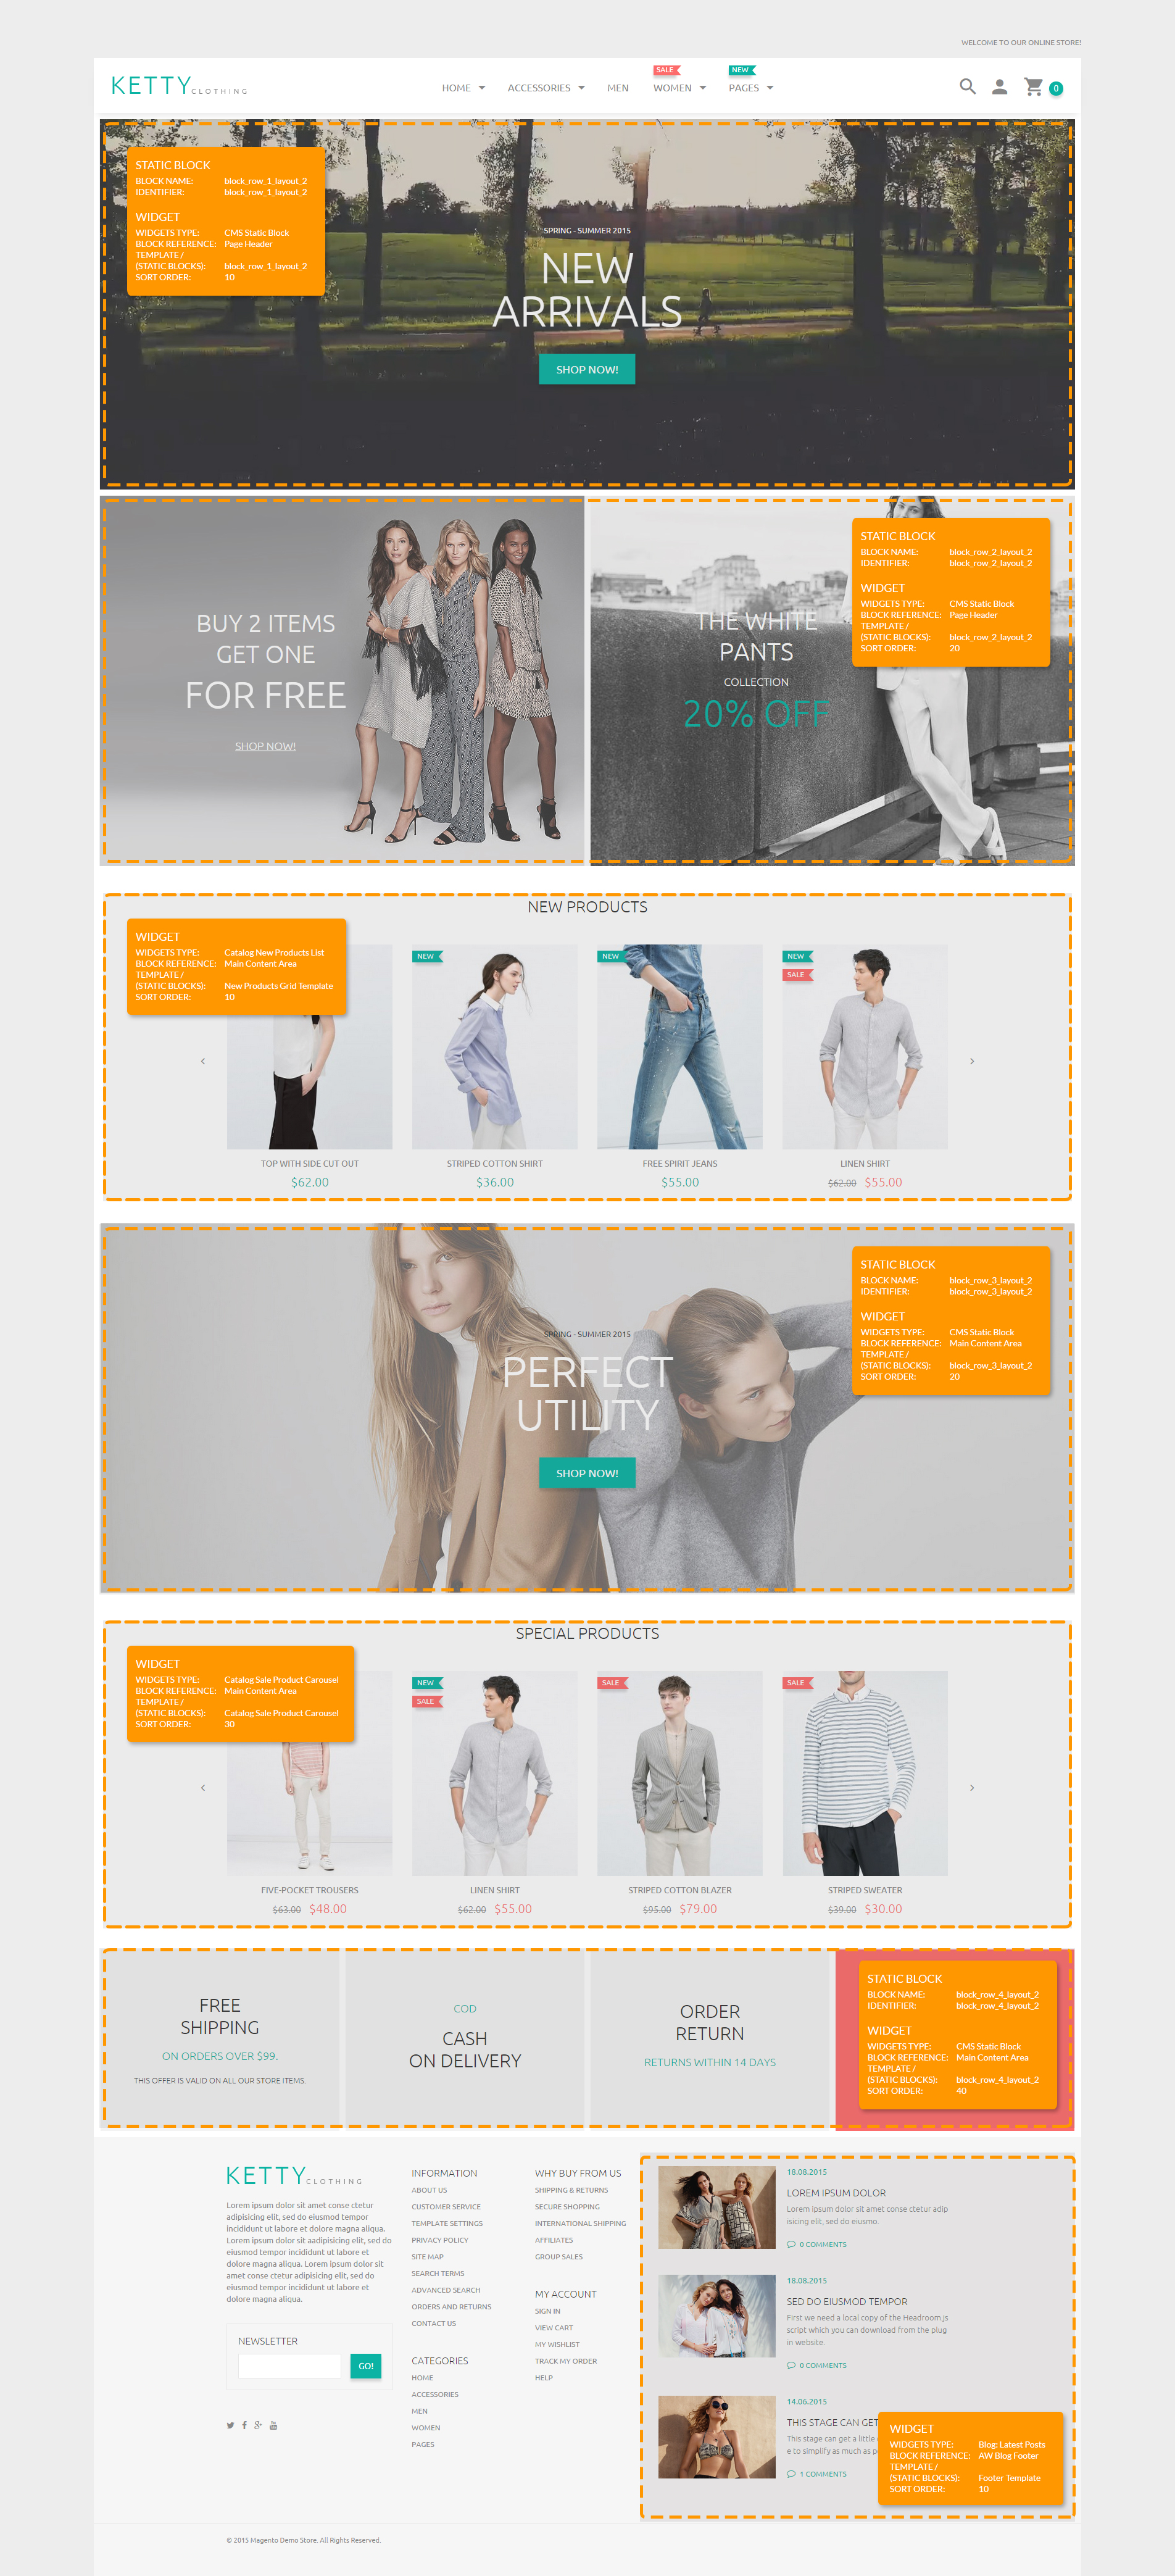 WELCOME TO OUR ONLINE STORE!
KETTY CLOTHING
HOME
ACCESSORIES
MEN
SALE
WOMEN
NEW
PAGES
0
STATIC BLOCK
BLOCK NAME: block_row_1_layout_2
IDENTIFIER: block_row_1_layout_2
WIDGET
WIDGETS TYPE: CMS Static Block
BLOCK REFERENCE: Page Header
TEMPLATE /
(STATIC BLOCKS): block_row_1_layout_2
SORT ORDER: 10
SPRING - SUMMER 2015
NEW
ARRIVALS
SHOP NOW!
BUY 2 ITEMS
GET ONE
FOR FREE
SHOP NOW!
THE WHITE
PANTS
COLLECTION
20% OFF
STATIC BLOCK
BLOCK NAME: block_row_2_layout_2
IDENTIFIER: block_row_2_layout_2
WIDGET
WIDGETS TYPE: CMS Static Block
BLOCK REFERENCE: Page Header
TEMPLATE /
(STATIC BLOCKS): block_row_2_layout_2
SORT ORDER: 20
NEW PRODUCTS
WIDGET
WIDGETS TYPE: Catalog New Products List
BLOCK REFERENCE: Main Content Area
TEMPLATE /
(STATIC BLOCKS): New Products Grid Template
SORT ORDER: 10
NEW
NEW
NEW
SALE
TOP WITH SIDE CUT OUT
$62.00
STRIPED COTTON SHIRT
$36.00
FREE SPIRIT JEANS
$55.00
LINEN SHIRT
$62.00 $55.00
STATIC BLOCK
BLOCK NAME: block_row_3_layout_2
IDENTIFIER: block_row_3_layout_2
WIDGET
WIDGETS TYPE: CMS Static Block
BLOCK REFERENCE: Main Content Area
TEMPLATE /
(STATIC BLOCKS): block_row_3_layout_2
SORT ORDER: 20
SPRING - SUMMER 2015
PERFECT
UTILITY
SHOP NOW!
SPECIAL PRODUCTS
WIDGET
WIDGETS TYPE: Catalog Sale Product Carousel
BLOCK REFERENCE: Main Content Area
TEMPLATE /
(STATIC BLOCKS): Catalog Sale Product Carousel
SORT ORDER: 30
NEW
SALE
SALE
SALE
FIVE-POCKET TROUSERS
$63.00 $48.00
LINEN SHIRT
$62.00 $55.00
STRIPED COTTON BLAZER
$95.00 $79.00
STRIPED SWEATER
$39.00 $30.00
FREE
SHIPPING
ON ORDERS OVER $99.
THIS OFFER IS VALID ON ALL OUR STORE ITEMS.
COD
CASH
ON DELIVERY
ORDER
RETURN
RETURNS WITHIN 14 DAYS
STATIC BLOCK
BLOCK NAME: block_row_4_layout_2
IDENTIFIER: block_row_4_layout_2
WIDGET
WIDGETS TYPE: CMS Static Block
BLOCK REFERENCE: Main Content Area
TEMPLATE /
(STATIC BLOCKS): block_row_4_layout_2
SORT ORDER: 40
KETTY CLOTHING
Lorem ipsum dolor sit amet conse ctetur
adipisicing elit, sed do eiusmod tempor
incididunt ut labore et dolore magna aliqua.
Lorem ipsum dolor sit aadipisicing elit, sed do
eiusmod tempor incididunt ut labore et
dolore magna aliqua. Lorem ipsum dolor sit
amet conse ctetur adipisicing elit, sed do
eiusmod tempor incididunt ut labore et
dolore magna aliqua.
NEWSLETTER
GO!
INFORMATION
ABOUT US
CUSTOMER SERVICE
TEMPLATE SETTINGS
PRIVACY POLICY
SITE MAP
SEARCH TERMS
ADVANCED SEARCH
ORDERS AND RETURNS
CONTACT US
CATEGORIES
HOME
ACCESSORIES
MEN
WOMEN
PAGES
WHY BUY FROM US
SHIPPING & RETURNS
SECURE SHOPPING
INTERNATIONAL SHIPPING
AFFILIATES
GROUP SALES
MY ACCOUNT
SIGN IN
VIEW CART
MY WISHLIST
TRACK MY ORDER
HELP
18.08.2015
LOREM IPSUM DOLOR
Lorem ipsum dolor sit amet conse ctetur adip
isicing elit, sed do eiusmo.
0 COMMENTS
18.08.2015
SED DO EIUSMOD TEMPOR
First we need a local copy of the Headroom.js
script which you can download from the plug
in website.
0 COMMENTS
14.06.2015
THIS STAGE CAN GET
This stage can get a little
e to simplify as much as
1 COMMENTS
WIDGET
WIDGETS TYPE: Blog: Latest Posts
BLOCK REFERENCE: AW Blog Footer
TEMPLATE /
(STATIC BLOCKS): Footer Template
SORT ORDER: 10
© 2015 Magento Demo Store. All Rights Reserved.